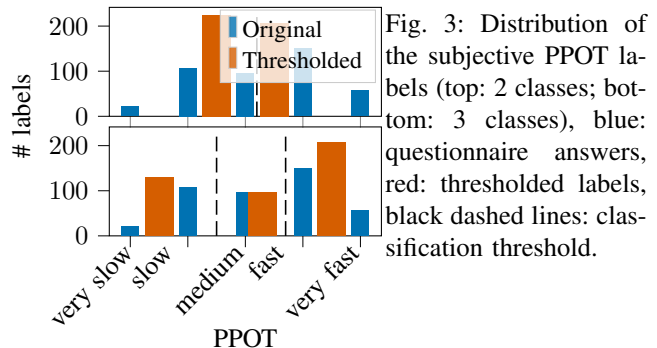 200
100
0
Original
Thresholded
# labels
200
100
0
very slow
slow
medium
fast
very fast
PPOT
Fig. 3: Distribution of
the subjective PPOT la-
bels (top: 2 classes; bot-
tom: 3 classes), blue:
questionnaire answers,
red: thresholded labels,
black dashed lines: clas-
sification threshold.